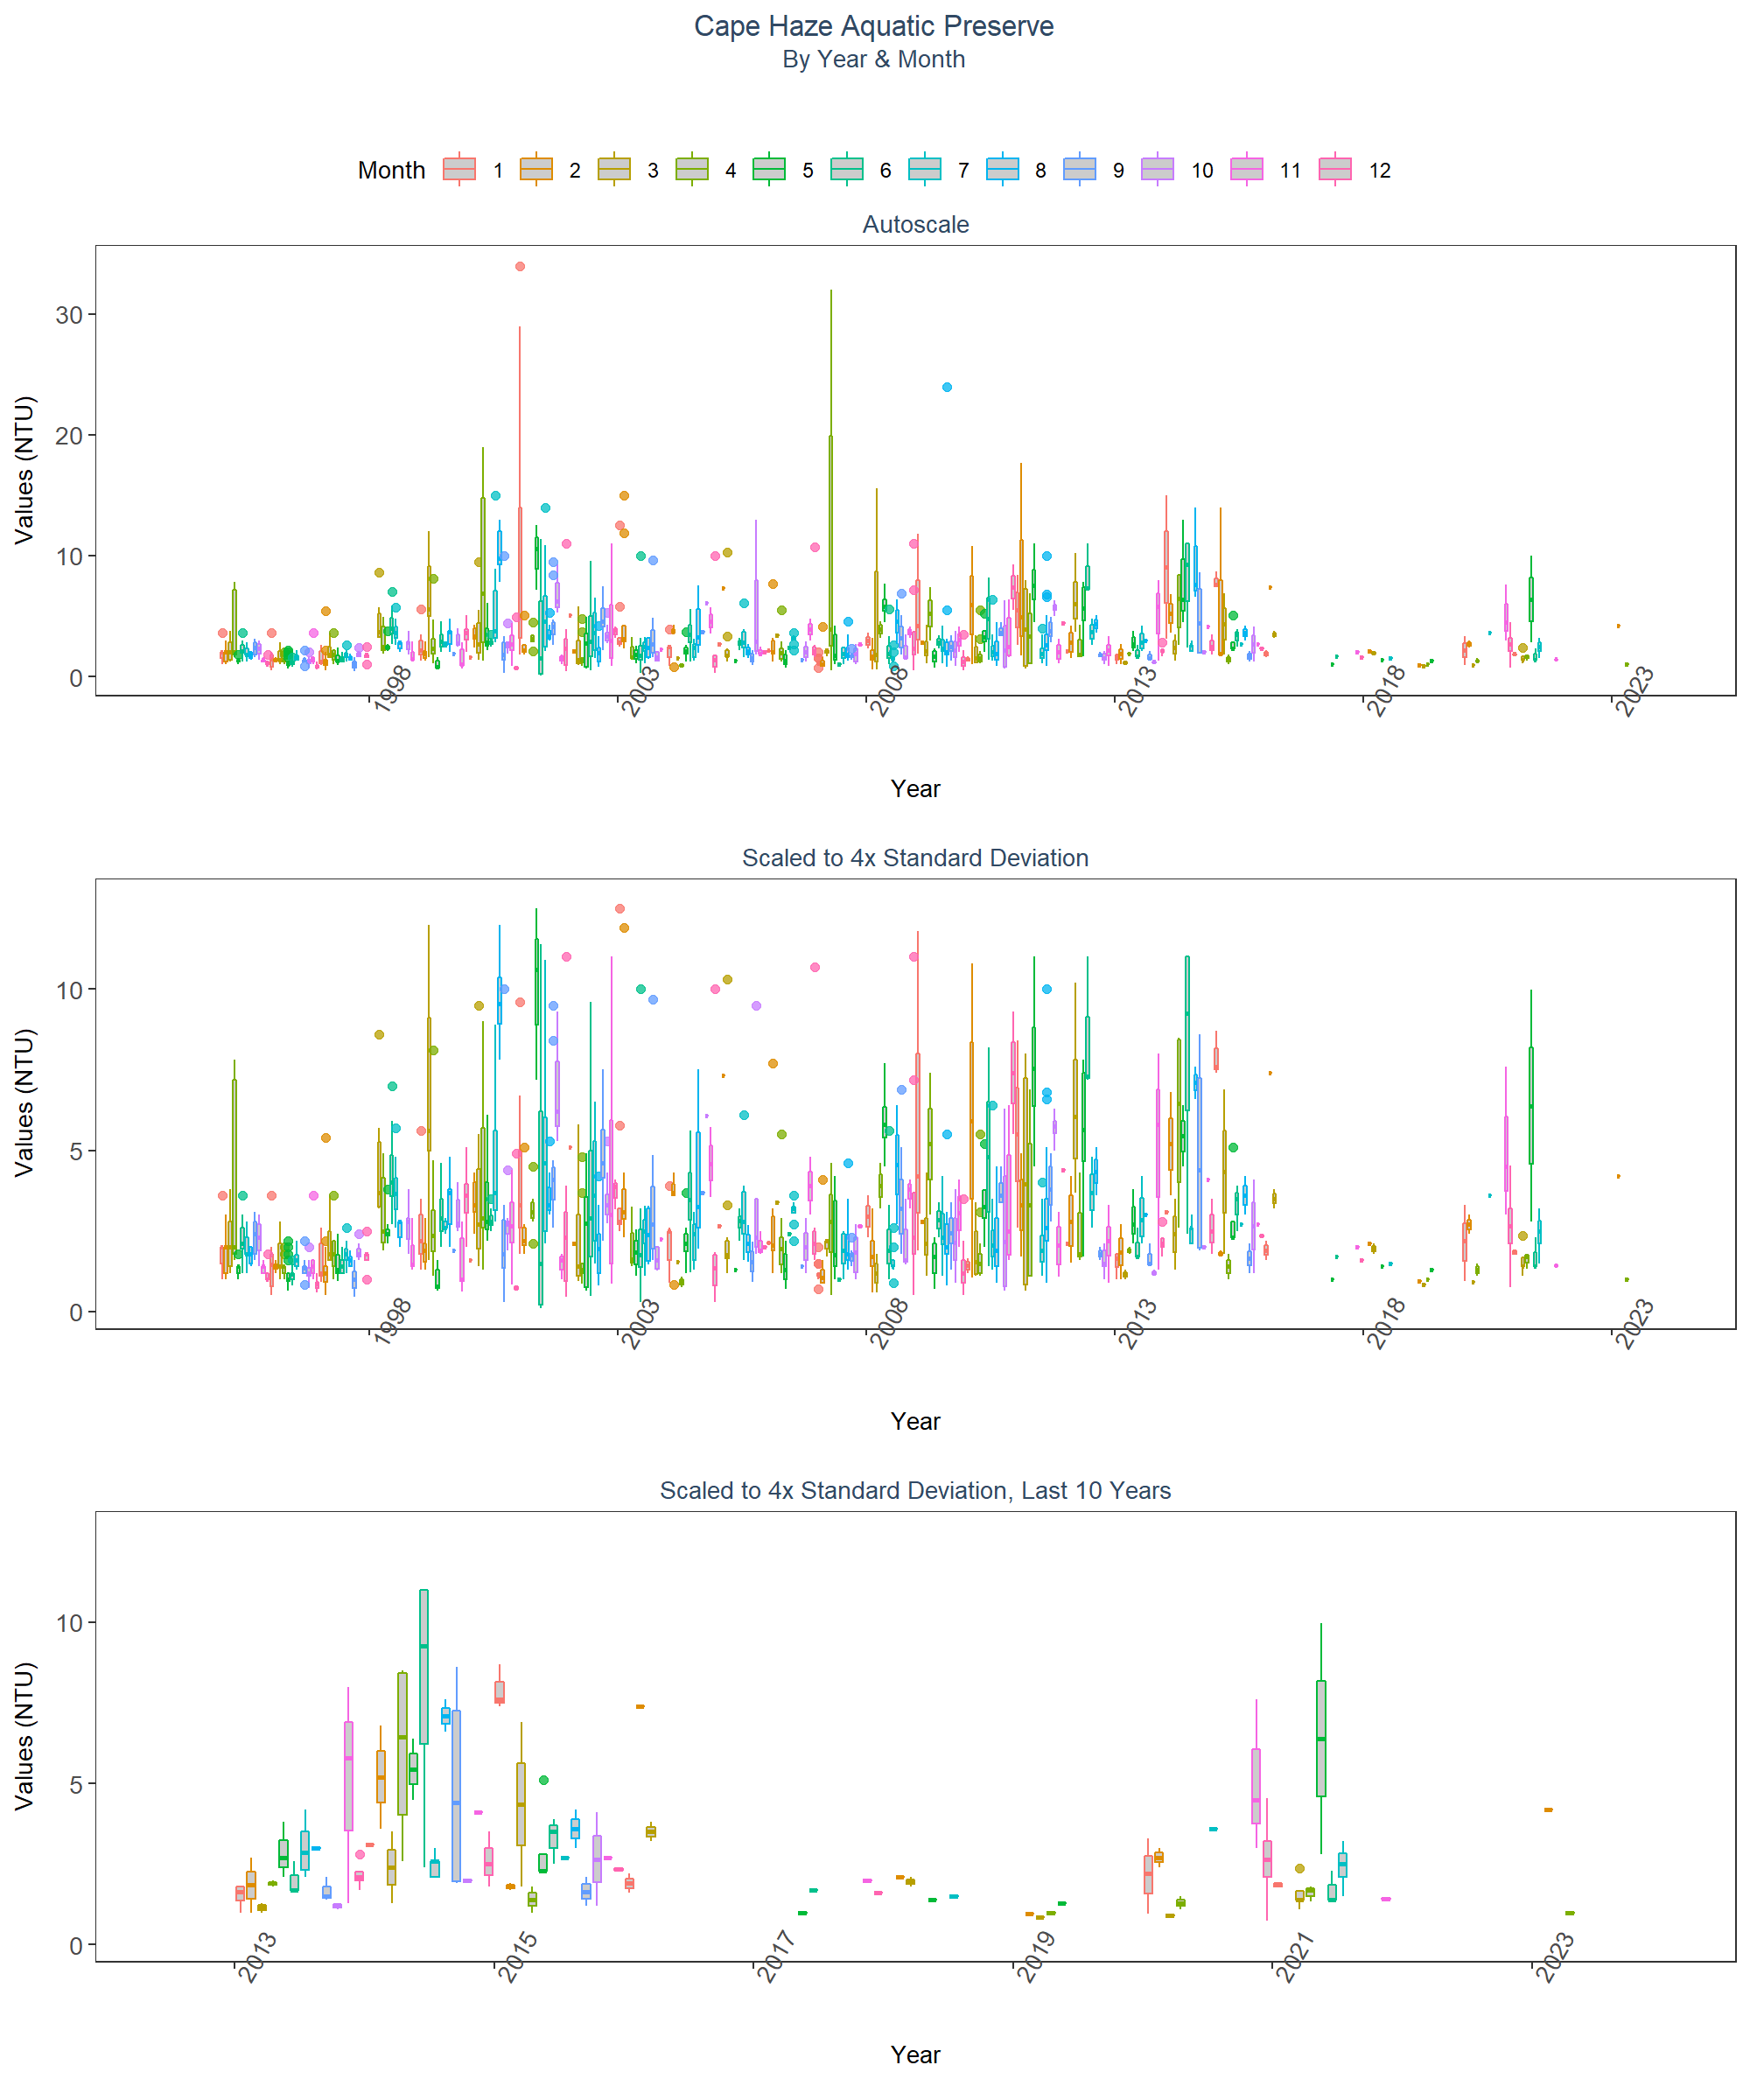 Cape Haze Aquatic Preserve
By Year & Month
Month 1 2 3 4 5 6 7 8 9 10 11 12
Autoscale
Values (NTU)
30
20
10
0
1998 2003 2008 2013 2018 2023
Year
Scaled to 4x Standard Deviation
Values (NTU)
10
5
0
1998 2003 2008 2013 2018 2023
Year
Scaled to 4x Standard Deviation, Last 10 Years
Values (NTU)
10
5
0
2013 2015 2017 2019 2021 2023
Year